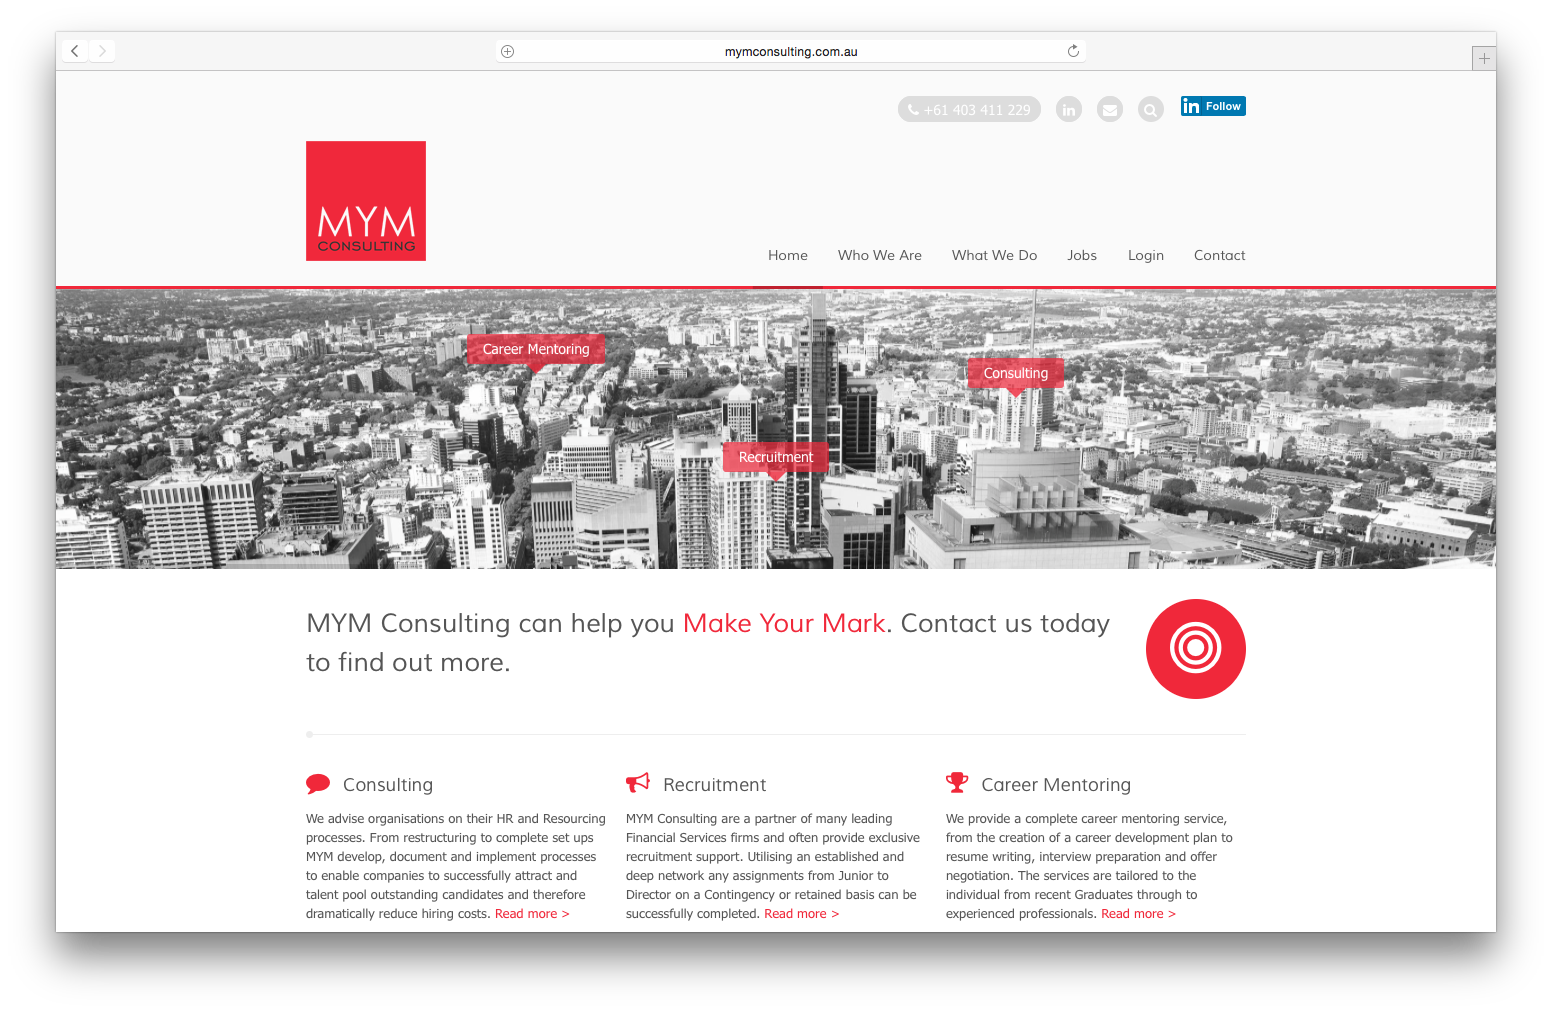 mymconsulting.com.au
+61 403 411 229
in
in Follow
MYM
CONSULTING
Home Who We Are What We Do Jobs Login Contact
Career Mentoring
Consulting
Recruitment
MYM Consulting can help you Make Your Mark. Contact us today
to find out more.
Consulting
We advise organisations on their HR and Resourcing
processes. From restructuring to complete set ups
MYM develop, document and implement processes
to enable companies to successfully attract and
talent pool outstanding candidates and therefore
dramatically reduce hiring costs. Read more >
Recruitment
MYM Consulting are a partner of many leading
Financial Services firms and often provide exclusive
recruitment support. Utilising an established and
deep network any assignments from Junior to
Director on a Contingency or retained basis can be
successfully completed. Read more >
Career Mentoring
We provide a complete career mentoring service,
from the creation of a career development plan to
resume writing, interview preparation and offer
negotiation. The services are tailored to the
individual from recent Graduates through to
experienced professionals. Read more >